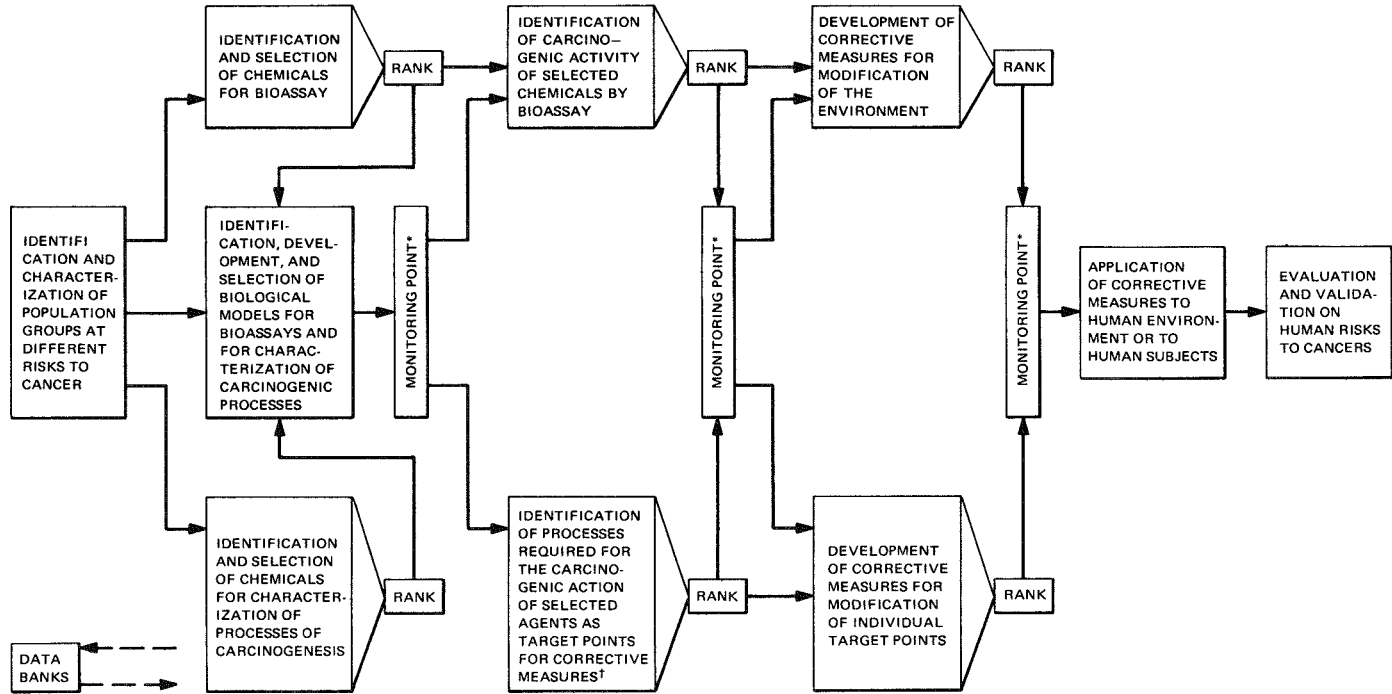 IDENTIFICATION
AND SELECTION
OF CHEMICALS
FOR BIOASSAY
RANK
IDENTIFICATION
OF CARCINO—
GENIC ACTIVITY
OF SELECTED
CHEMICALS BY
BIOASSAY
RANK
DEVELOPMENT OF
CORRECTIVE
MEASURES FOR
MODIFICATION
OF THE
ENVIRONMENT
RANK
IDENTIFI
CATION AND
CHARACTER-
IZATION OF
POPULATION
GROUPS AT
DIFFERENT
RISKS TO
CANCER
IDENTIFI-
CATION, DEVEL-
OPMENT, AND
SELECTION OF
BIOLOGICAL
MODELS FOR
BIOASSAYS AND
FOR CHARAC-
TERIZATION OF
CARCINOGENIC
PROCESSES
MONITORING POINT*
MONITORING POINT*
MONITORING POINT*
APPLICATION
OF CORRECTIVE
MEASURES TO
HUMAN ENVIRON-
MENT OR TO
HUMAN SUBJECTS
EVALUATION
AND VALIDA-
TION ON
HUMAN RISKS
TO CANCERS
IDENTIFICATION
AND SELECTION
OF CHEMICALS
FOR CHARACTER-
IZATION OF
PROCESSES OF
CARCINOGENESIS
RANK
IDENTIFICATION
OF PROCESSES
REQUIRED FOR
THE CARCINO-
GENIC ACTION
OF SELECTED
AGENTS AS
TARGET POINTS
FOR CORRECTIVE
MEASURES†
RANK
DEVELOPMENT
OF CORRECTIVE
MEASURES FOR
MODIFICATION
OF INDIVIDUAL
TARGET POINTS
RANK
DATA
BANKS